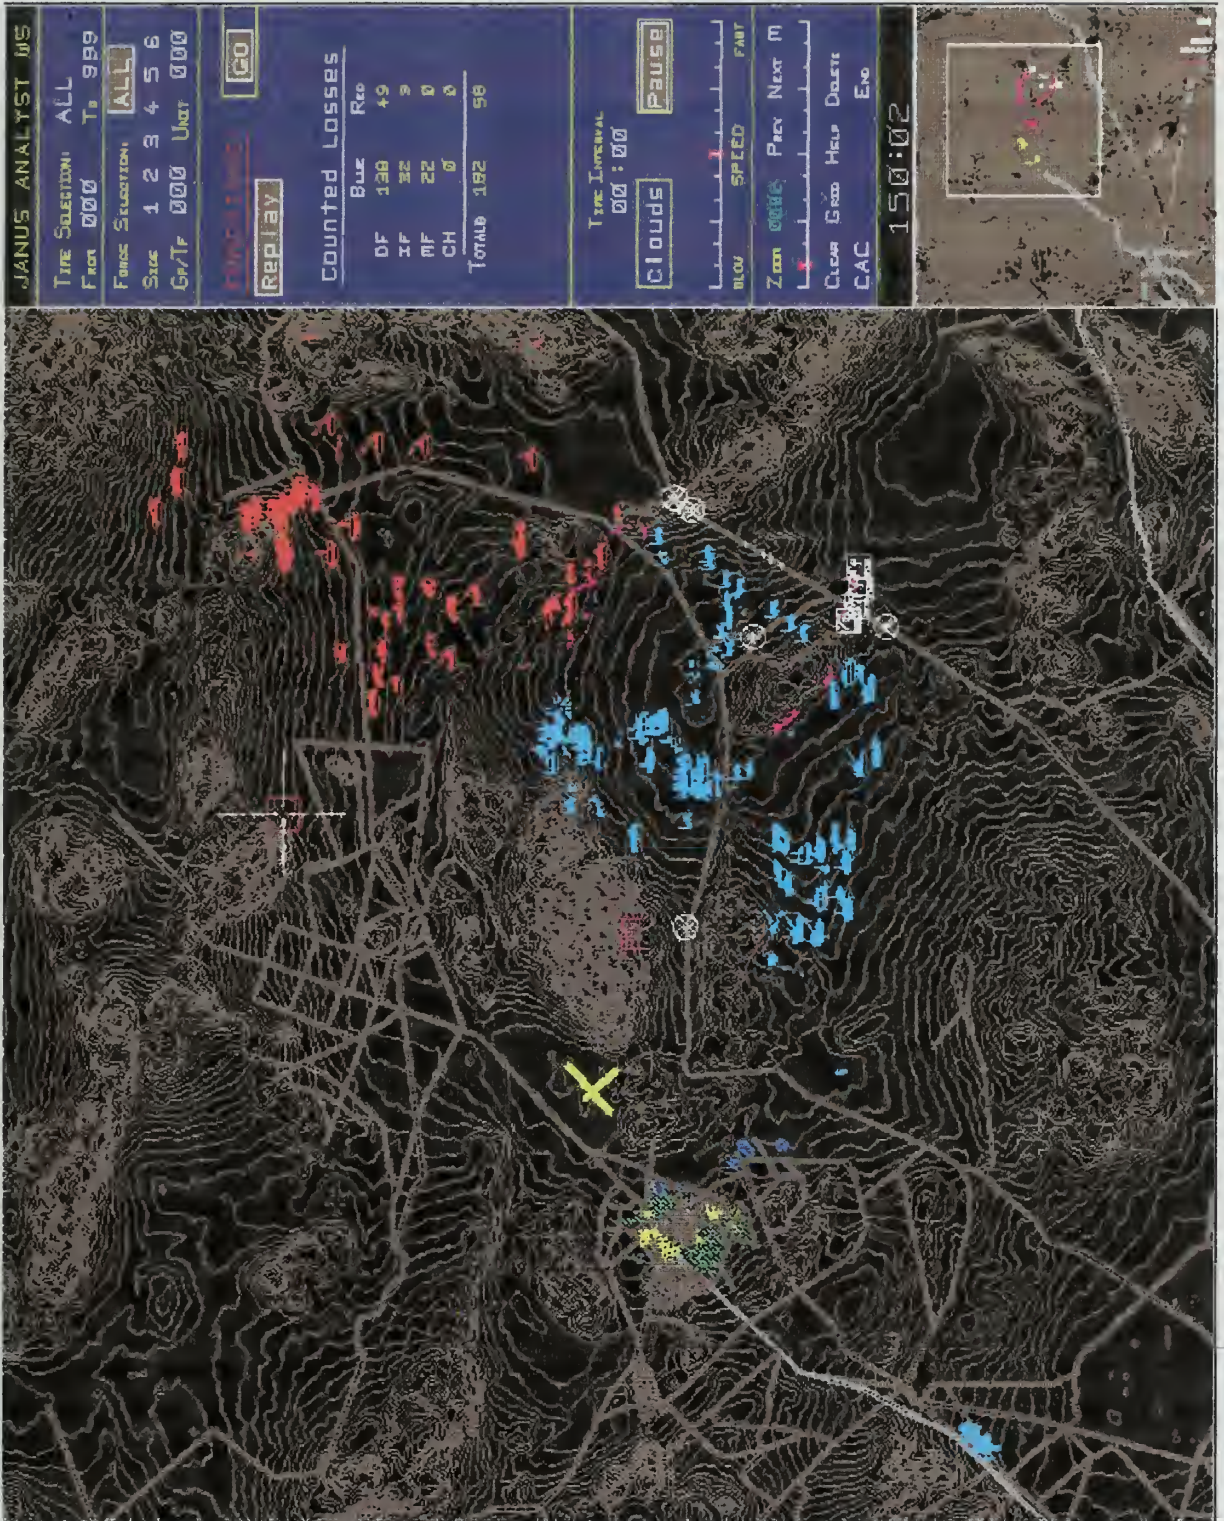 JANUS ANALYST WS
TIME SELECTION: ALL
FROM 000 TO 999
FORCE SELECTION: ALL
SIDE 1 2 3 4 5 6
GP/TF 000 UNIT 000
GO
Replay
Counted Losses
BLUE RED
DF 138 49
IF 32 9
MF 22 0
CH 0 0
TOTALS 192 58
TIME INTERVAL
00:00
Clouds Pause
SLOW SPEED FAST
ZOOM PREV NEXT M
CLEAR GRID HELP DELETE
CAC END
150:02